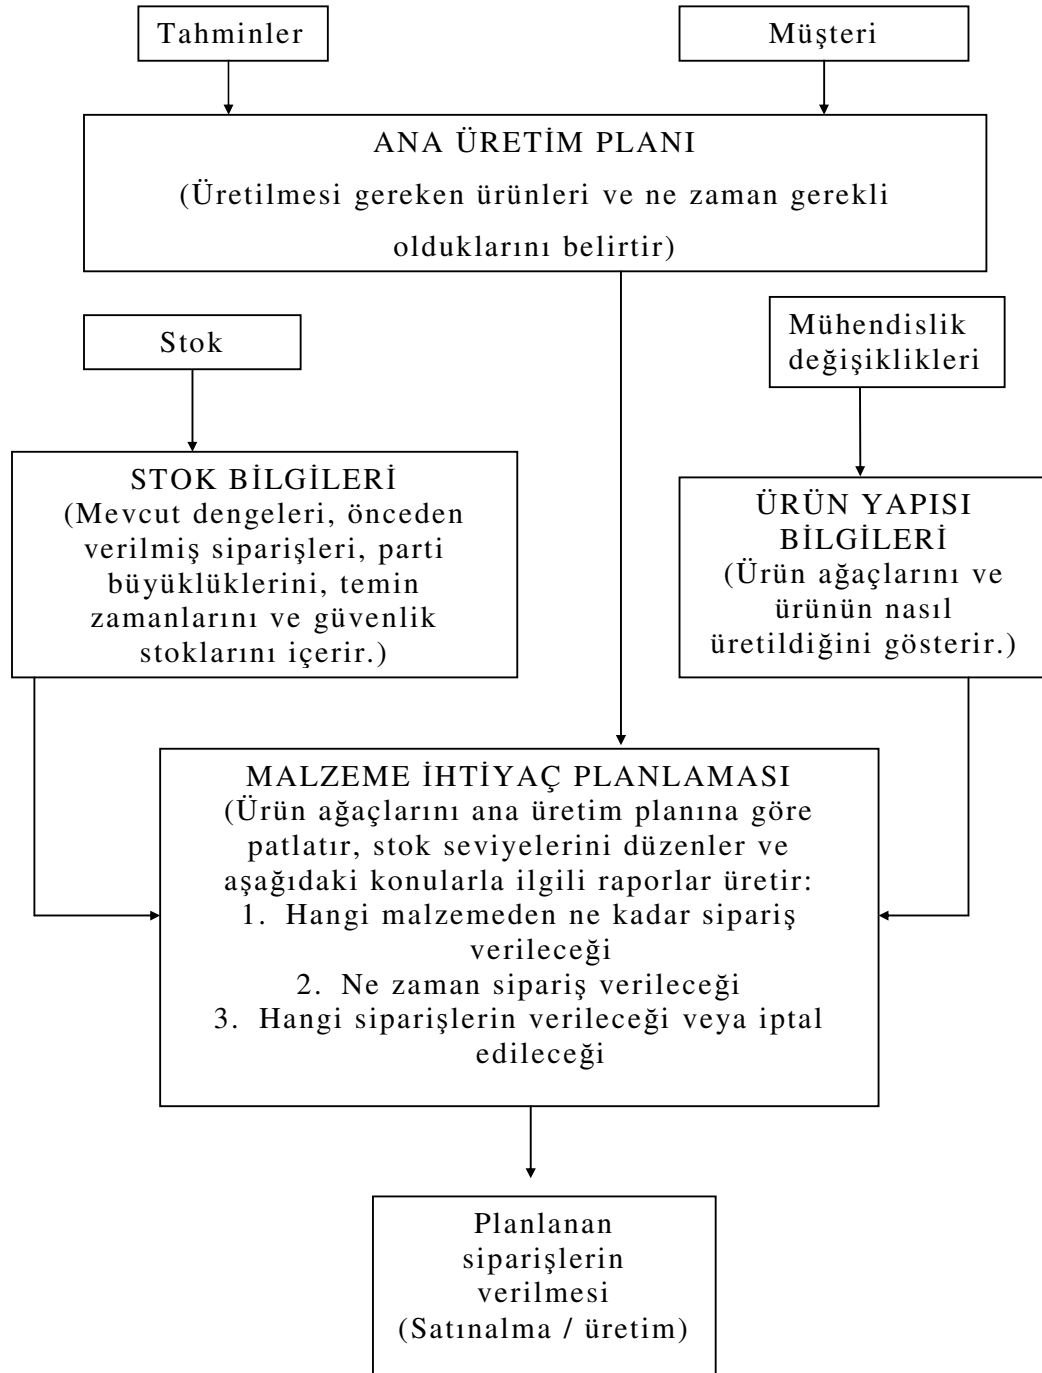 Tahminler
Müşteri
ANA ÜRETİM PLANI
(Üretilmesi gereken ürünleri ve ne zaman gerekli
olduklarını belirtir)
Stok
Mühendislik
değişiklikleri
STOK BİLGİLERİ
(Mevcut dengeleri, önceden
verilmiş siparişleri, parti
büyüklüklerini, temin
zamanlarını ve güvenlik
stoklarını içerir.)
ÜRÜN YAPISI
BİLGİLERİ
(Ürün ağaçlarını ve
ürünün nasıl
üretildiğini gösterir.)
MALZEME İHTİYAÇ PLANLAMASI
(Ürün ağaçlarını ana üretim planına göre
patlatır, stok seviyelerini düzenler ve
aşağıdaki konularla ilgili raporlar üretir:
1. Hangi malzemeden ne kadar sipariş
verileceği
2. Ne zaman sipariş verileceği
3. Hangi siparişlerin verileceği veya iptal
edileceği
Planlanan
siparişlerin
verilmesi
(Satınalma / üretim)